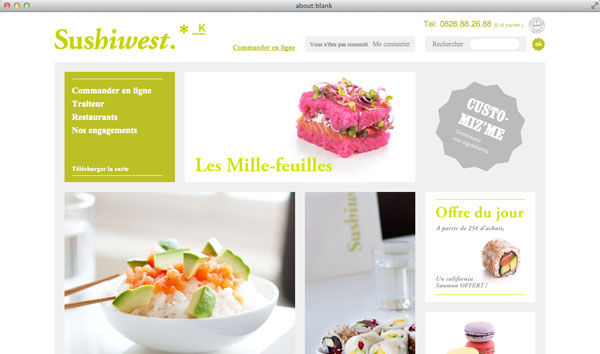 about:blank
Sushiwest.*K
Tel: 0826.88.26.88 (0,15 cts/min.)
Commander en ligne
Vous n'êtes pas connecté Me connecter
Rechercher
ok
Commander en ligne
Traiteur
Restaurants
Nos engagements
Télécharger la carte
Les Mille-feuilles
CUSTO-
MIZ'ME
Choisissez
vos ingrédients
Sushiwest
Offre du jour
A partir de 25€ d'achats,
Un california
Saumon OFFERT !